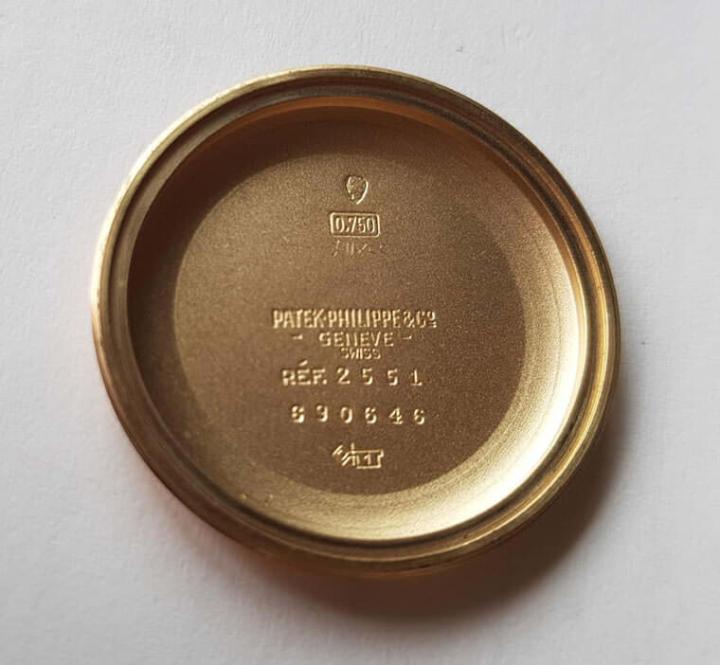 0.750
PATEK·PHILIPPE & Cº
- GENEVE -
SWISS
RÉF. 2551
690646